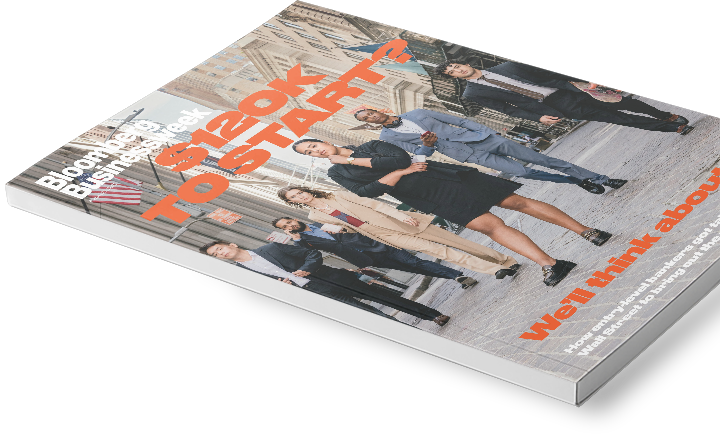 Bloomberg
Businessweek
$120K
TO START?
We'll think about
How entry-level bankers got
Wall Street to bring out the